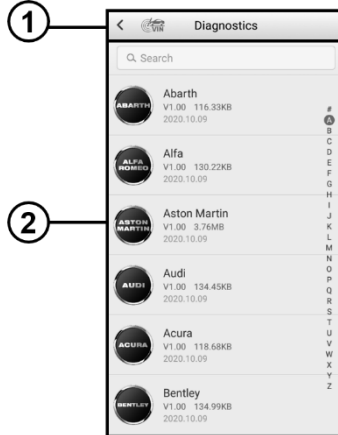 1
VIN
Diagnostics
Search
ABARTH
Abarth
V1.00 116.33KB
2020.10.09
ALFA
ROMEO
Alfa
V1.00 130.22KB
2020.10.09
2
ASTON
MARTIN
Aston Martin
V1.00 3.76MB
2020.10.09
AUDI
Audi
V1.00 134.45KB
2020.10.09
ACURA
Acura
V1.00 118.68KB
2020.10.09
BENTLEY
Bentley
V1.00 134.99KB
2020.10.09
#
A
B
C
D
E
F
G
H
I
J
K
L
M
N
O
P
Q
R
S
T
U
V
W
X
Y
Z